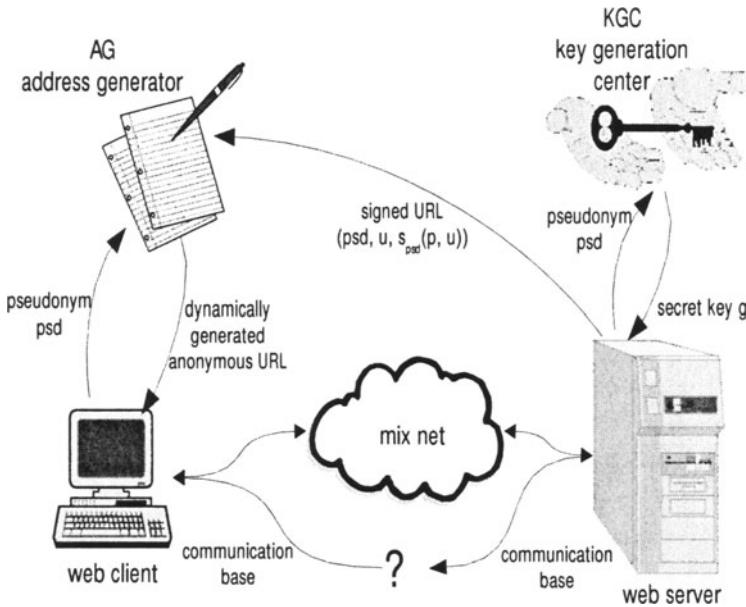 AG
address generator
KGC
key generation
center
signed URL
(psd, u, s_psd(p, u))
pseudonym
psd
secret key g
pseudonym
psd
dynamically
generated
anonymous URL
mix net
communication
base
?
communication
base
web client
web server